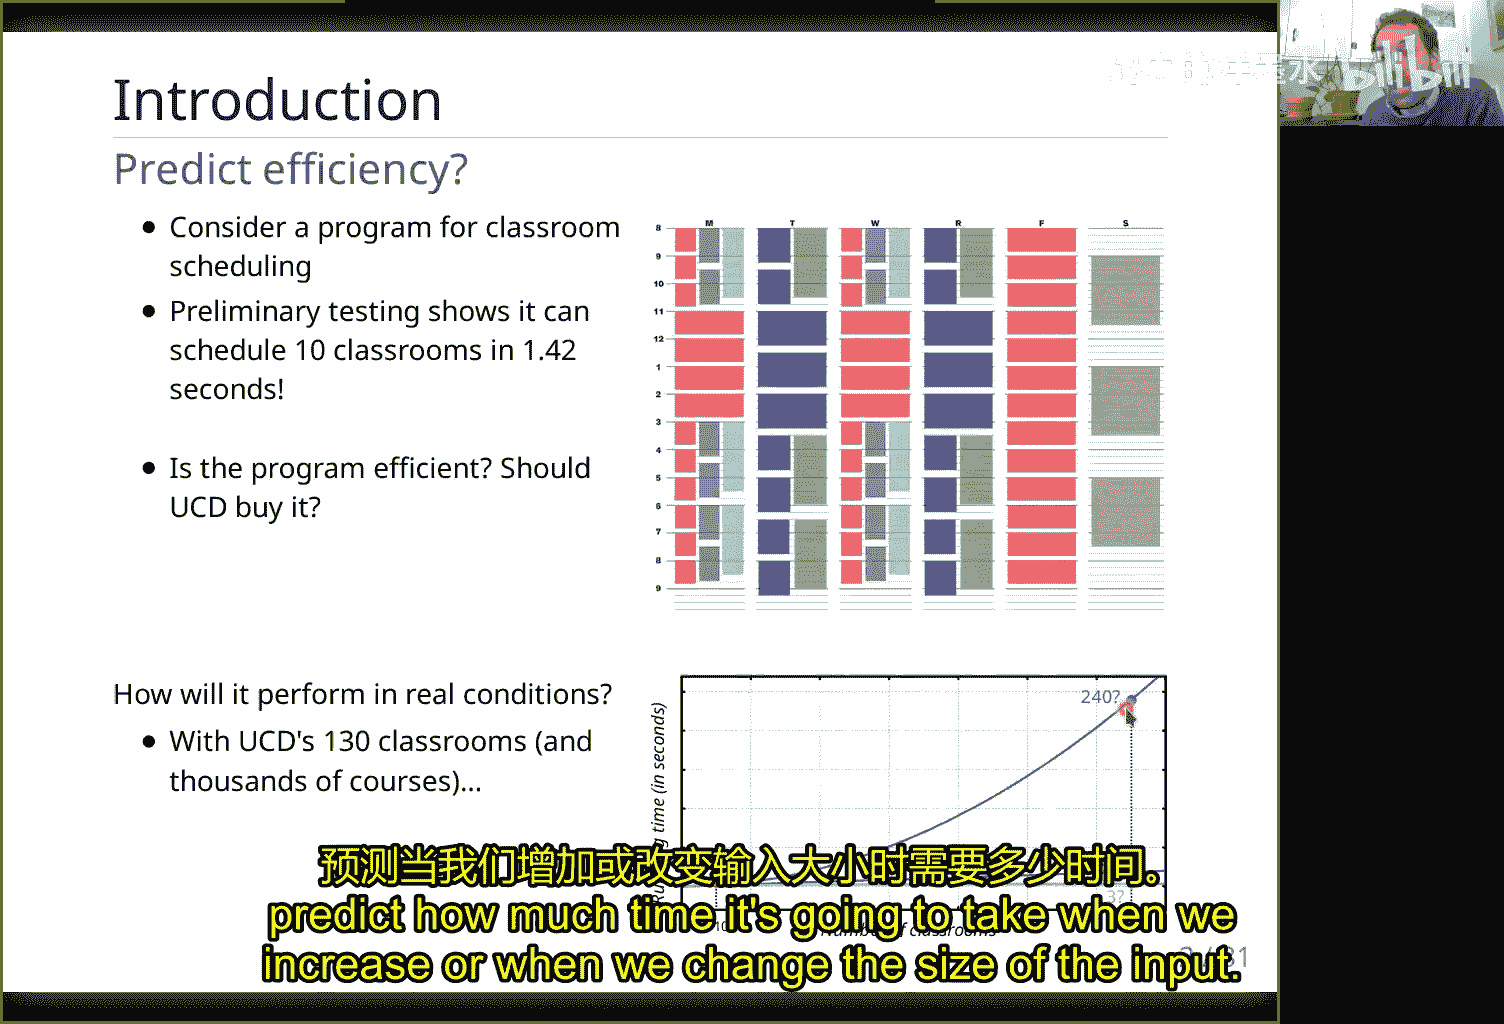 Introduction
Predict efficiency?
● Consider a program for classroom
scheduling
● Preliminary testing shows it can
schedule 10 classrooms in 1.42
seconds!
● Is the program efficient? Should
UCD buy it?
M T W R F S
8
9
10
11
12
1
2
3
4
5
6
7
8
9
How will it perform in real conditions?
● With UCD's 130 classrooms (and
thousands of courses)...
240?
time (in seconds)
3?
10
of classrooms
预测当我们增加或改变输入大小时需要多少时间。
predict how much time it's going to take when we
increase or when we change the size of the input.
bilibili